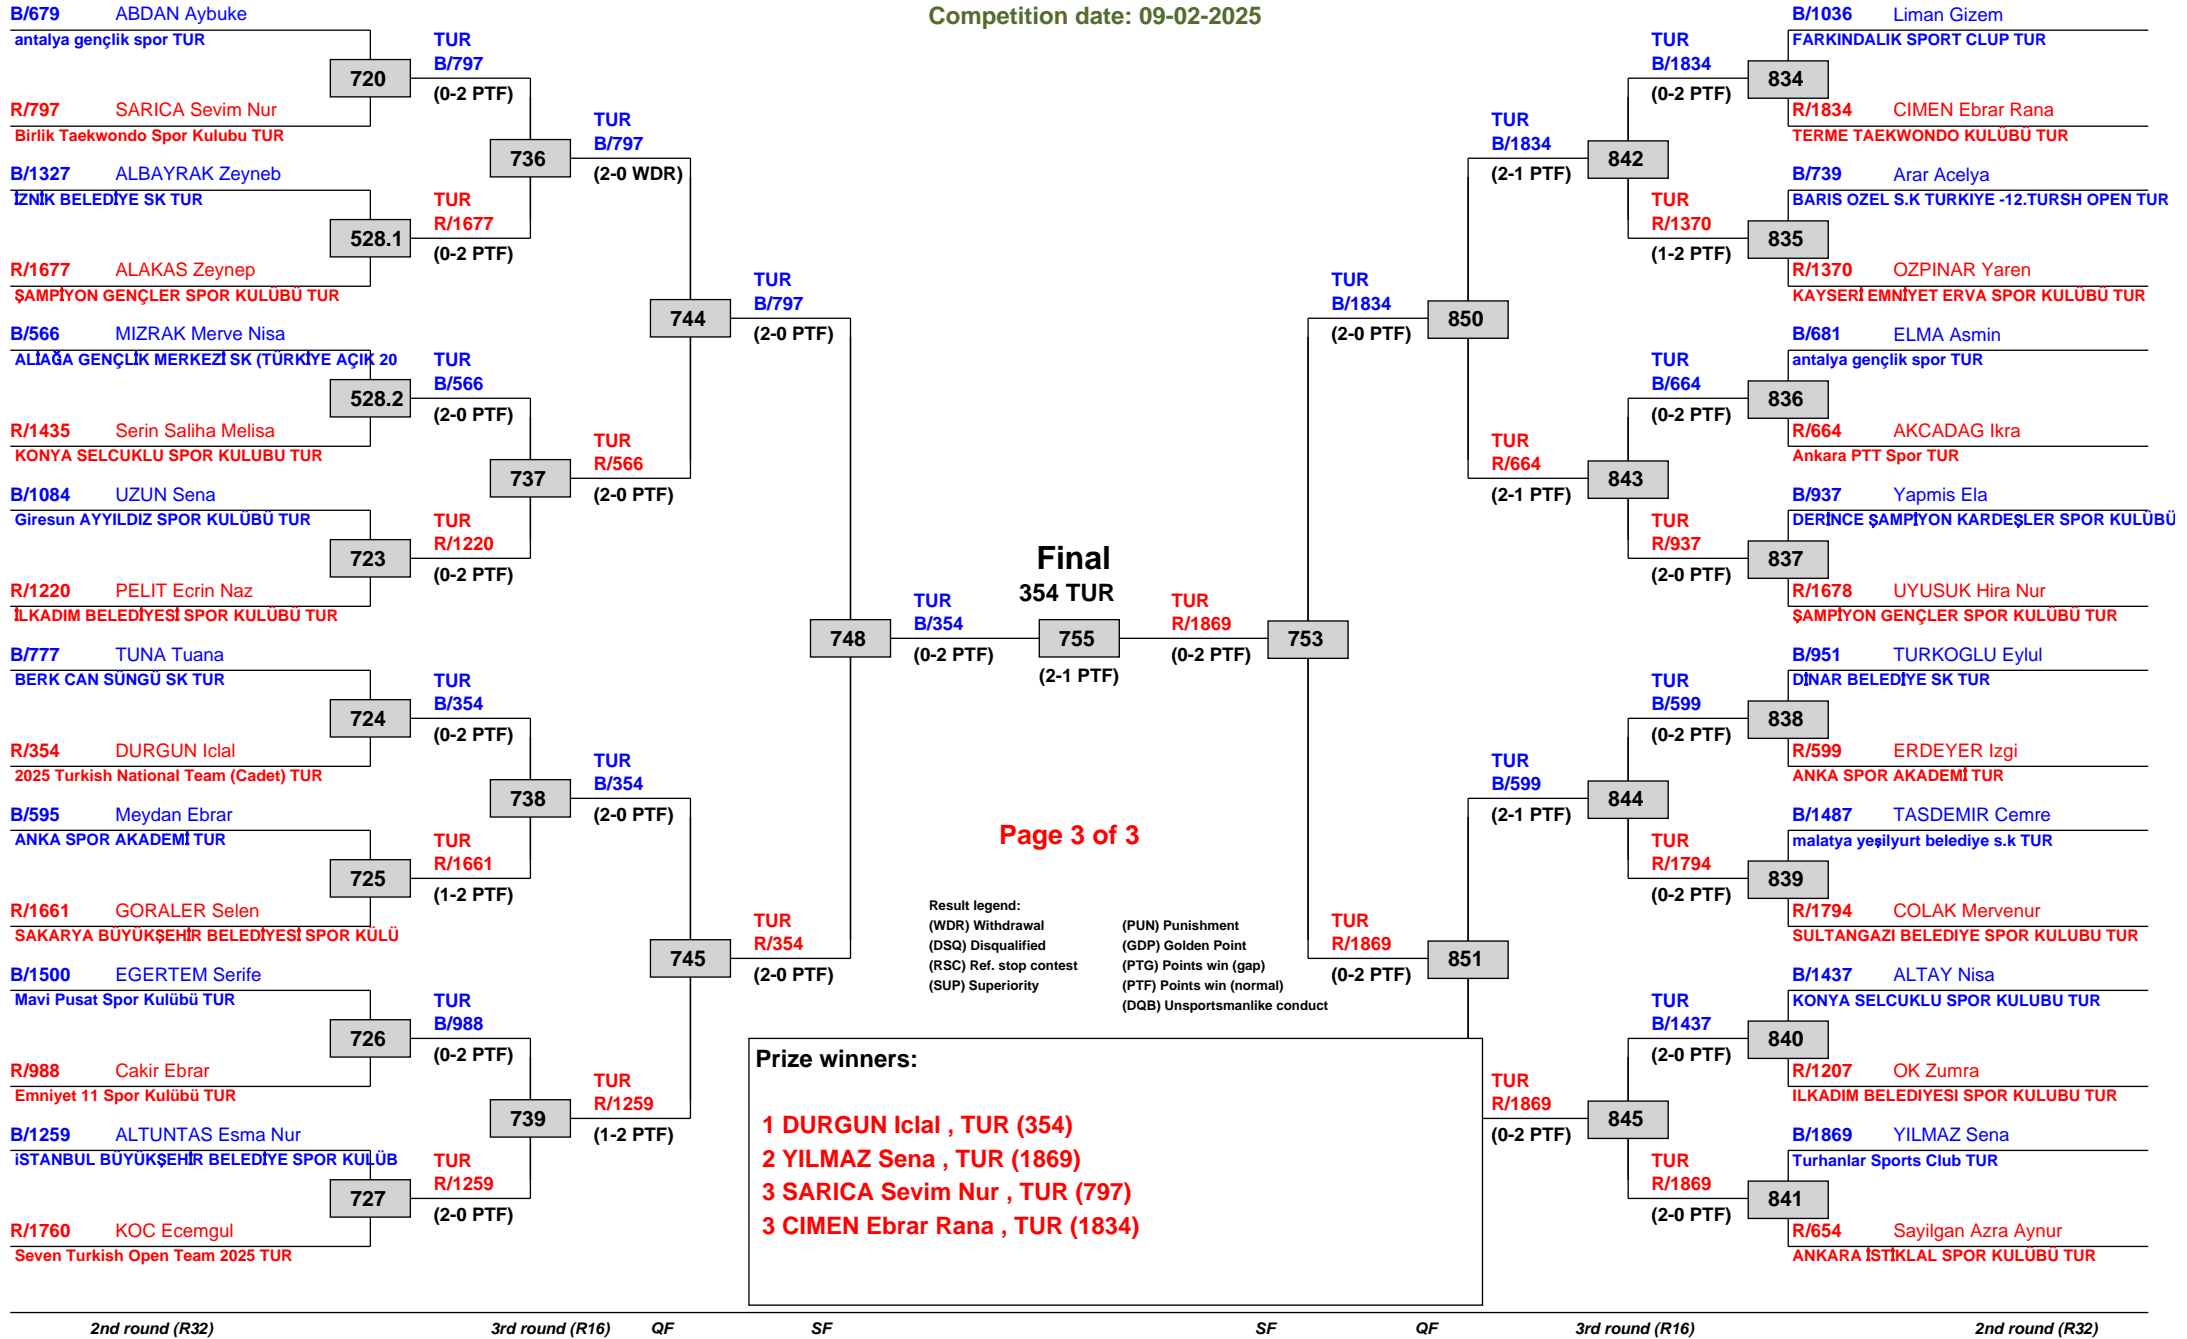 Competition date: 09-02-2025
B/679 ABDAN Aybuke
antalya gençlik spor TUR
720
R/797 SARICA Sevim Nur
Birlik Taekwondo Spor Kulubu TUR
B/1327 ALBAYRAK Zeyneb
İZNİK BELEDİYE SK TUR
528.1
R/1677 ALAKAS Zeynep
ŞAMPİYON GENÇLER SPOR KULÜBÜ TUR
B/566 MIZRAK Merve Nisa
ALİAĞA GENÇLİK MERKEZİ SK (TÜRKİYE AÇIK 20
528.2
R/1435 Serin Saliha Melisa
KONYA SELCUKLU SPOR KULUBU TUR
B/1084 UZUN Sena
Giresun AYYILDIZ SPOR KULÜBÜ TUR
723
R/1220 PELIT Ecrin Naz
İLKADIM BELEDİYESİ SPOR KULÜBÜ TUR
B/777 TUNA Tuana
BERK CAN SÜNGÜ SK TUR
724
R/354 DURGUN Iclal
2025 Turkish National Team (Cadet) TUR
B/595 Meydan Ebrar
ANKA SPOR AKADEMİ TUR
725
R/1661 GORALER Selen
SAKARYA BÜYÜKŞEHİR BELEDİYESİ SPOR KÜLÜ
B/1500 EGERTEM Serife
Mavi Pusat Spor Kulübü TUR
726
R/988 Cakir Ebrar
Emniyet 11 Spor Kulübü TUR
B/1259 ALTUNTAS Esma Nur
iSTANBUL BÜYÜKŞEHİR BELEDİYE SPOR KULÜB
727
R/1760 KOC Ecemgul
Seven Turkish Open Team 2025 TUR
TUR
B/797
(0-2 PTF)
736
TUR
R/1677
(0-2 PTF)
TUR
B/566
(2-0 PTF)
737
TUR
R/1220
(0-2 PTF)
TUR
B/354
(0-2 PTF)
738
TUR
R/1661
(1-2 PTF)
TUR
B/988
(0-2 PTF)
739
TUR
R/1259
(2-0 PTF)
TUR
B/797
(2-0 WDR)
744
TUR
R/566
(2-0 PTF)
TUR
B/354
(2-0 PTF)
745
TUR
R/1259
(1-2 PTF)
TUR
B/797
(2-0 PTF)
748
TUR
R/354
(2-0 PTF)
TUR
B/354
(0-2 PTF)
Final
354 TUR
755
(2-1 PTF)
TUR
R/1869
(0-2 PTF)
Page 3 of 3
Result legend:
(WDR) Withdrawal (PUN) Punishment
(DSQ) Disqualified (GDP) Golden Point
(RSC) Ref. stop contest (PTG) Points win (gap)
(SUP) Superiority (PTF) Points win (normal)
(DQB) Unsportsmanlike conduct
Prize winners:
1 DURGUN Iclal , TUR (354)
2 YILMAZ Sena , TUR (1869)
3 SARICA Sevim Nur , TUR (797)
3 CIMEN Ebrar Rana , TUR (1834)
TUR
B/1834
(2-0 PTF)
753
TUR
R/1869
(0-2 PTF)
TUR
B/1834
(2-1 PTF)
850
TUR
R/664
(2-1 PTF)
TUR
B/599
(2-1 PTF)
851
TUR
R/1869
(0-2 PTF)
TUR
B/1834
(0-2 PTF)
842
TUR
R/1370
(1-2 PTF)
TUR
B/664
(0-2 PTF)
843
TUR
R/937
(2-0 PTF)
TUR
B/599
(0-2 PTF)
844
TUR
R/1794
(0-2 PTF)
TUR
B/1437
(2-0 PTF)
845
TUR
R/1869
(2-0 PTF)
B/1036 Liman Gizem
FARKINDALIK SPORT CLUP TUR
834
R/1834 CIMEN Ebrar Rana
TERME TAEKWONDO KULÜBÜ TUR
B/739 Arar Acelya
BARIS OZEL S.K TURKIYE -12.TURSH OPEN TUR
835
R/1370 OZPINAR Yaren
KAYSERİ EMNİYET ERVA SPOR KULÜBÜ TUR
B/681 ELMA Asmin
antalya gençlik spor TUR
836
R/664 AKCADAG Ikra
Ankara PTT Spor TUR
B/937 Yapmis Ela
DERİNCE ŞAMPİYON KARDEŞLER SPOR KULÜBÜ
837
R/1678 UYUSUK Hira Nur
ŞAMPİYON GENÇLER SPOR KULÜBÜ TUR
B/951 TURKOGLU Eylul
DİNAR BELEDİYE SK TUR
838
R/599 ERDEYER Izgi
ANKA SPOR AKADEMİ TUR
B/1487 TASDEMIR Cemre
malatya yeşilyurt belediye s.k TUR
839
R/1794 COLAK Mervenur
SULTANGAZI BELEDIYE SPOR KULUBU TUR
B/1437 ALTAY Nisa
KONYA SELCUKLU SPOR KULUBU TUR
840
R/1207 OK Zumra
ILKADIM BELEDIYESI SPOR KULUBU TUR
B/1869 YILMAZ Sena
Turhanlar Sports Club TUR
841
R/654 Sayilgan Azra Aynur
ANKARA İSTİKLAL SPOR KULÜBÜ TUR
2nd round (R32) 3rd round (R16) QF SF SF QF 3rd round (R16) 2nd round (R32)